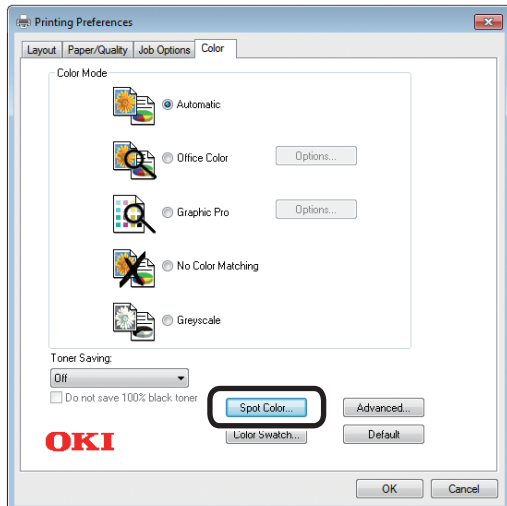 Printing Preferences
Layout Paper/Quality Job Options Color
Color Mode
Automatic
Office Color Options...
Graphic Pro Options...
No Color Matching
Greyscale
Toner Saving:
Off
Do not save 100% black toner
Spot Color... Advanced...
OKI Color Swatch... Default
OK Cancel